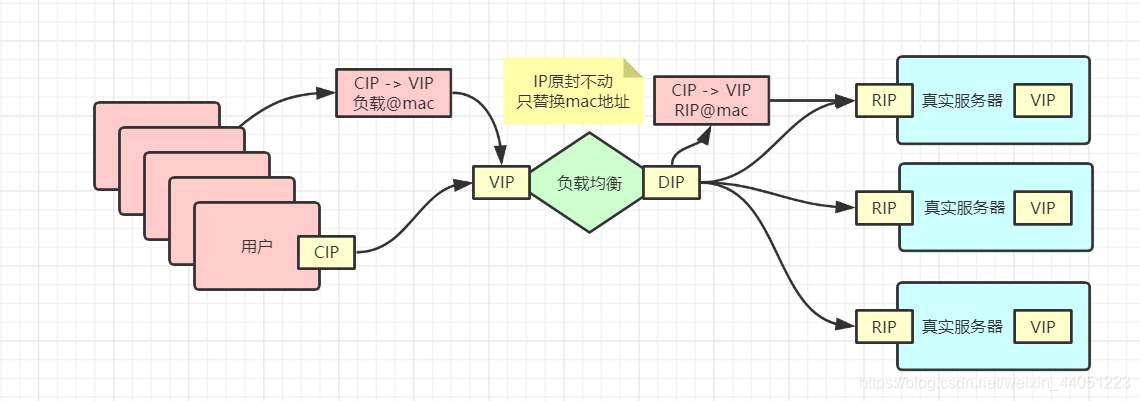 CIP -> VIP
负载@mac
IP原封不动
只替换mac地址
CIP -> VIP
RIP@mac
RIP
真实服务器
VIP
VIP
负载均衡
DIP
RIP
真实服务器
VIP
用户
CIP
RIP
真实服务器
VIP
https://blog.csdn.net/weixin_44051223